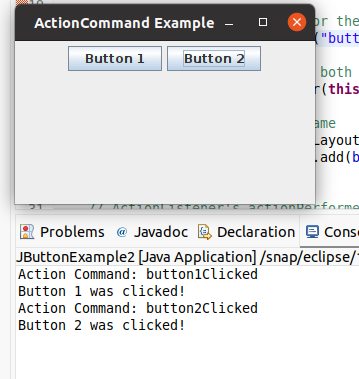 or the
ActionCommand Example
("butt
Button 1 Button 2
both
r(this
ame
Layout
.add(b
31 // ActionListener's actionPerforme
Problems @ Javadoc Declaration Conso
JButtonExample2 [Java Application] /snap/eclipse/
Action Command: button1Clicked
Button 1 was clicked!
Action Command: button2Clicked
Button 2 was clicked!